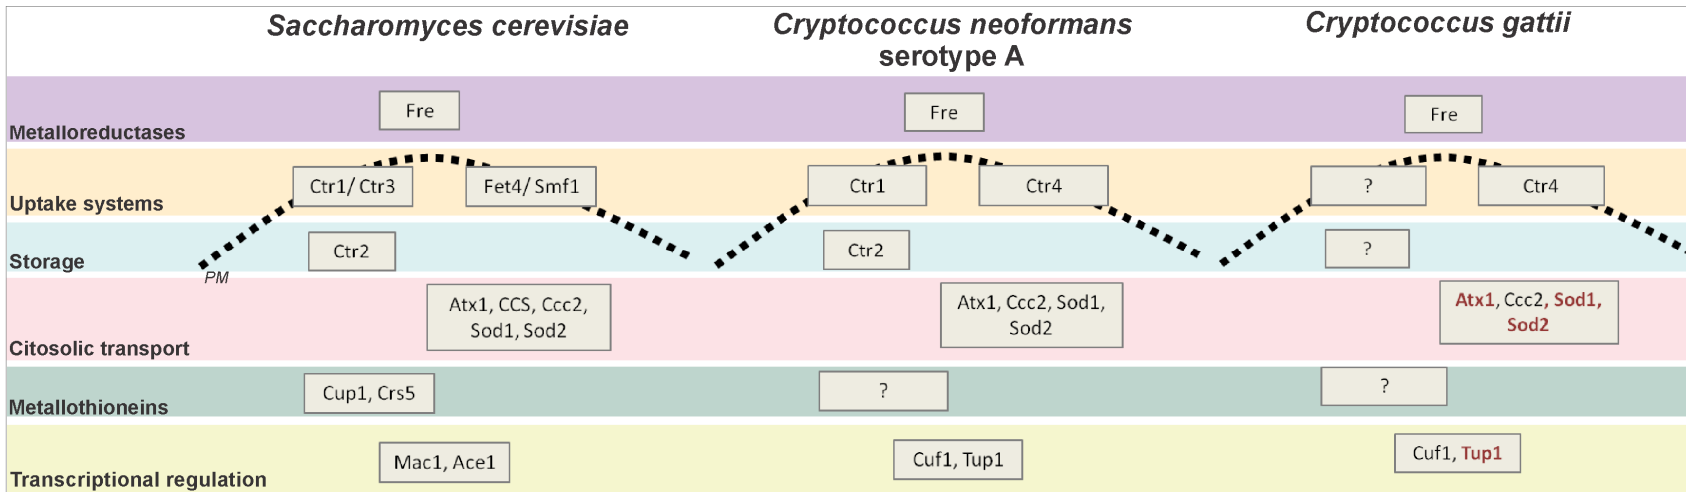 Saccharomyces cerevisiae
Cryptococcus neoformans
serotype A
Cryptococcus gattii
Metalloreductases
Fre
Fre
Fre
Uptake systems
Ctr1/ Ctr3
Fet4/ Smf1
Ctr1
Ctr4
?
Ctr4
Storage
Ctr2
Ctr2
?
PM
Citosolic transport
Atx1, CCS, Ccc2,
Sod1, Sod2
Atx1, Ccc2, Sod1,
Sod2
Atx1, Ccc2, Sod1,
Sod2
Metallothioneins
Cup1, Crs5
?
?
Transcriptional regulation
Mac1, Ace1
Cuf1, Tup1
Cuf1, Tup1